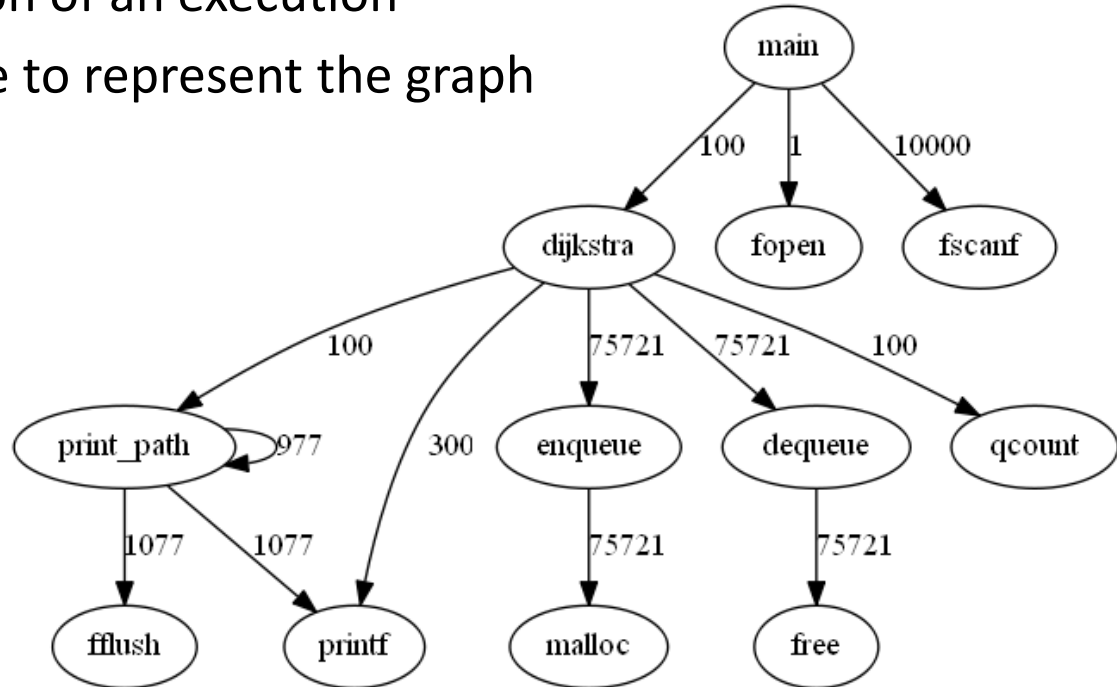 on of an execution
e to represent the graph
main
100
1
10000
dijkstra
fopen
fscanf
100
300
75721
75721
100
print_path
977
enqueue
dequeue
qcount
1077
1077
75721
75721
fflush
printf
malloc
free